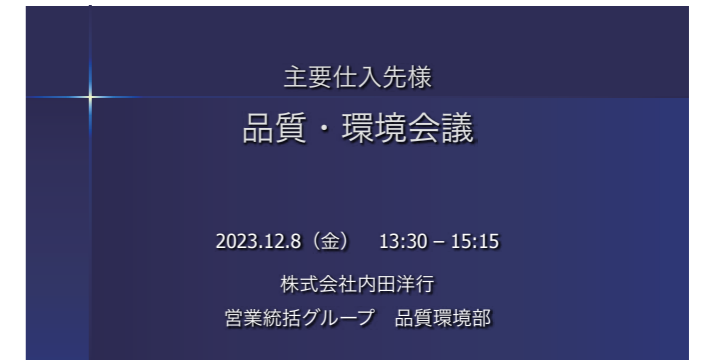 主要仕入先様
品質・環境会議
2023.12.8（金）　13:30 – 15:15
株式会社内田洋行
営業統括グループ　品質環境部